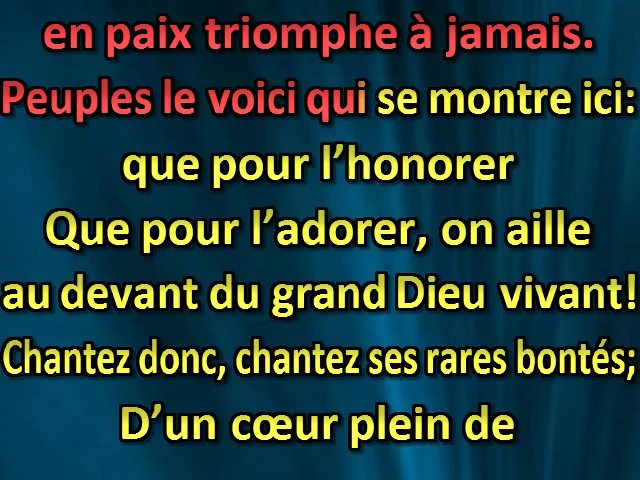 en paix triomphe à jamais.
Peuples le voici qui se montre ici:
que pour l’honorer
Que pour l’adorer, on aille
au devant du grand Dieu vivant!
Chantez donc, chantez ses rares bontés;
D’un cœur plein de